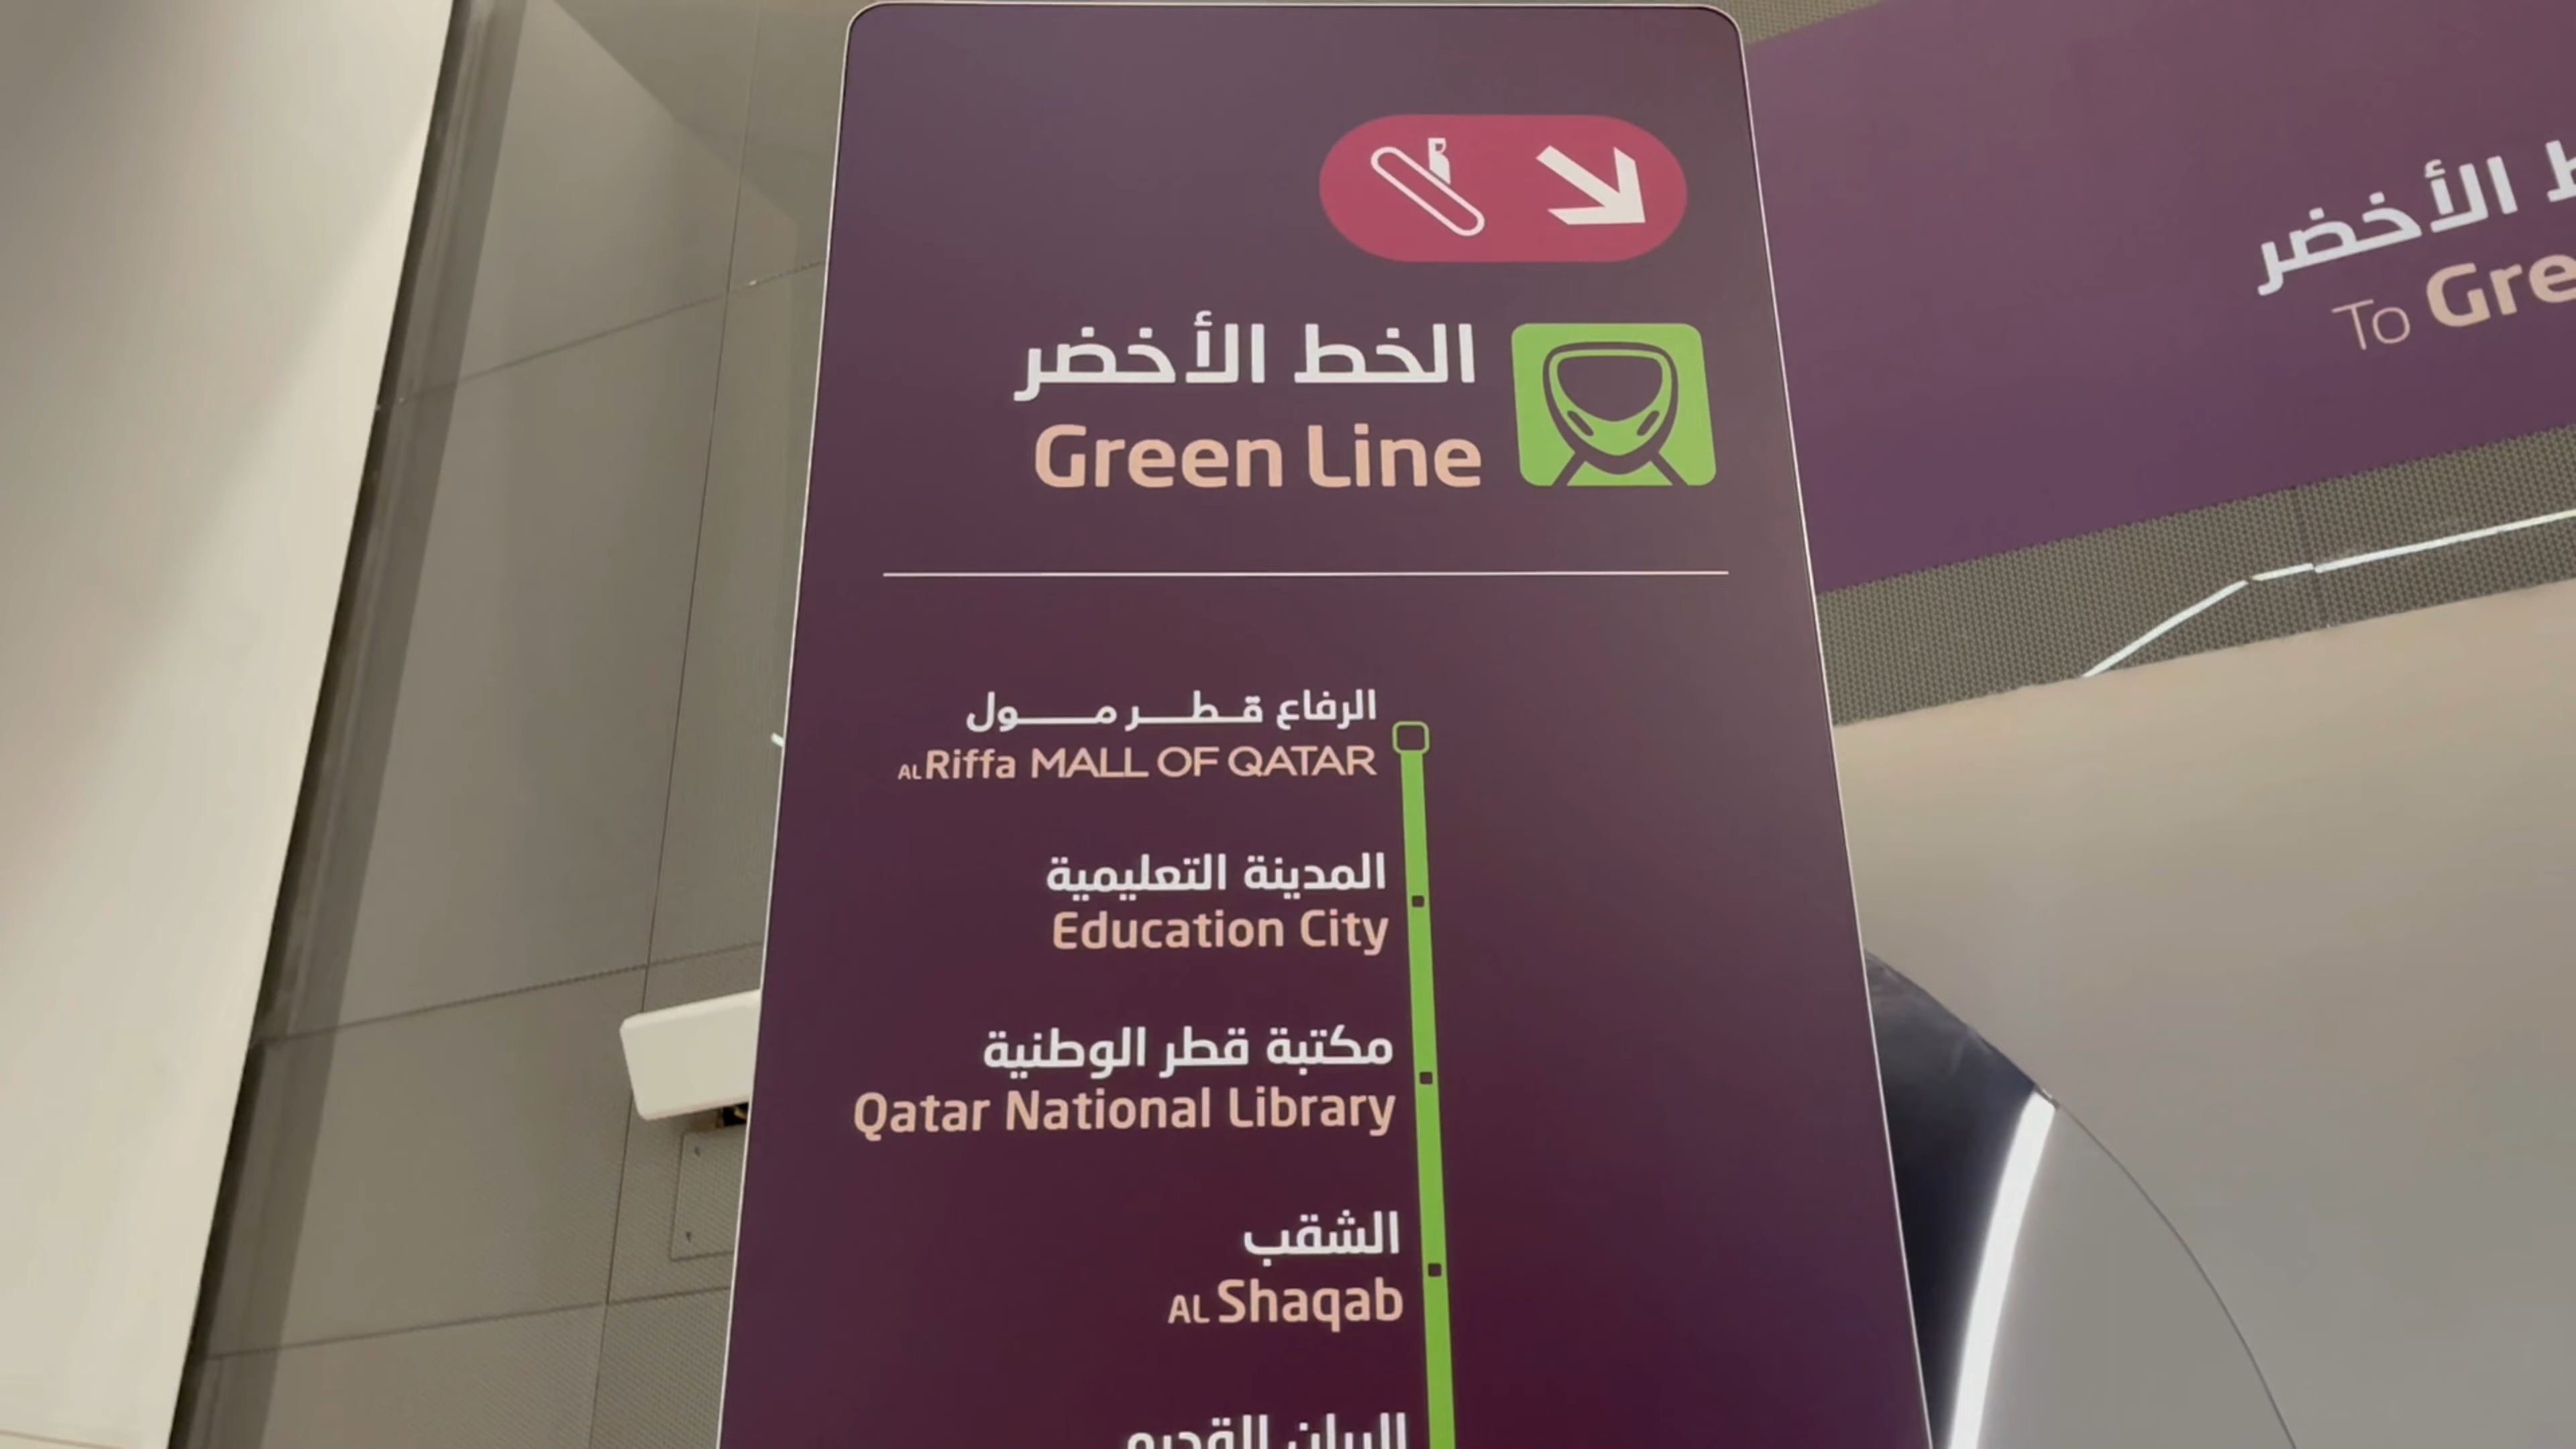 الخط الأخضر
Green Line
الرفاع قطر مول
AL Riffa MALL OF QATAR
المدينة التعليمية
Education City
مكتبة قطر الوطنية
Qatar National Library
الشقب
AL Shaqab
الريان القديم
الأخضر
To